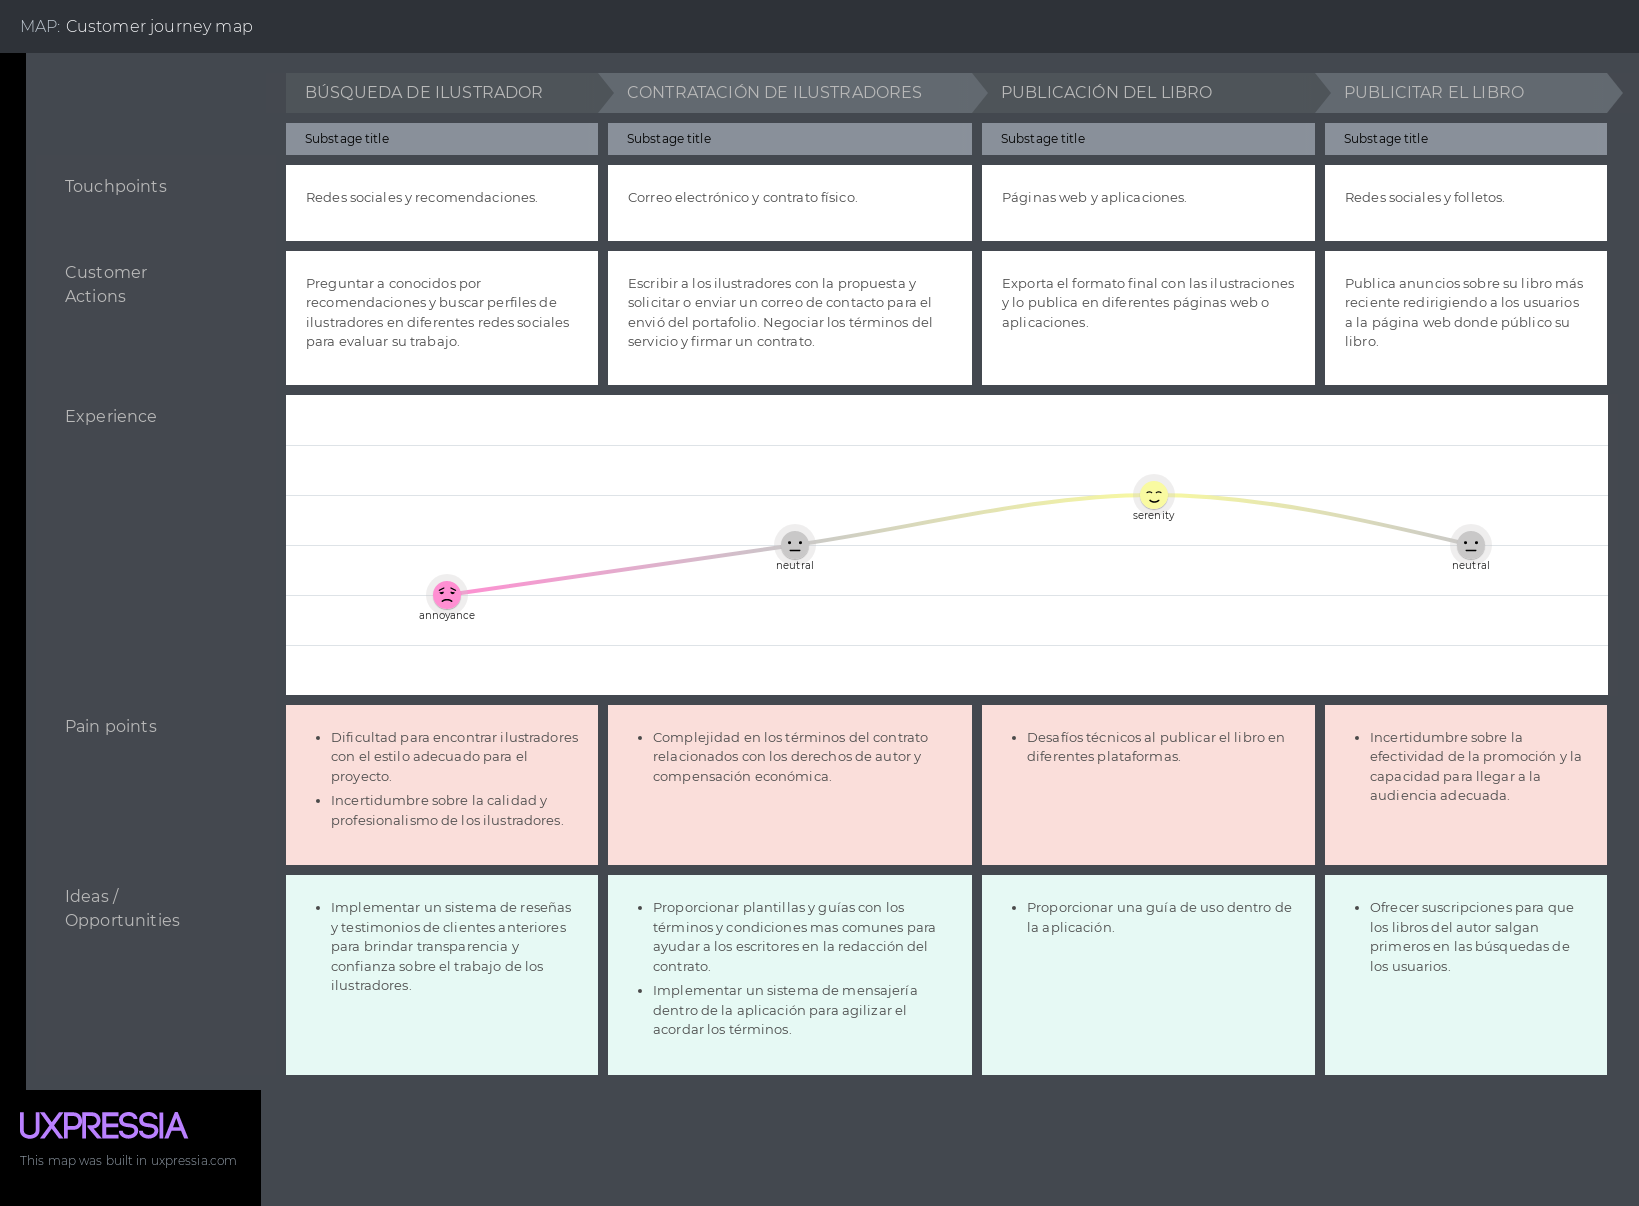 MAP: Customer journey map
BÚSQUEDA DE ILUSTRADOR
CONTRATACIÓN DE ILUSTRADORES
PUBLICACIÓN DEL LIBRO
PUBLICITAR EL LIBRO
Substage title
Substage title
Substage title
Substage title
Touchpoints
Redes sociales y recomendaciones.
Correo electrónico y contrato físico.
Páginas web y aplicaciones.
Redes sociales y folletos.
Customer
Actions
Preguntar a conocidos por
recomendaciones y buscar perfiles de
ilustradores en diferentes redes sociales
para evaluar su trabajo.
Escribir a los ilustradores con la propuesta y
solicitar o enviar un correo de contacto para el
envió del portafolio. Negociar los términos del
servicio y firmar un contrato.
Exporta el formato final con las ilustraciones
y lo publica en diferentes páginas web o
aplicaciones.
Publica anuncios sobre su libro más
reciente redirigiendo a los usuarios
a la página web donde público su
libro.
Experience
annoyance
neutral
serenity
neutral
Pain points
• Dificultad para encontrar ilustradores
con el estilo adecuado para el
proyecto.
• Incertidumbre sobre la calidad y
profesionalismo de los ilustradores.
• Complejidad en los términos del contrato
relacionados con los derechos de autor y
compensación económica.
• Desafíos técnicos al publicar el libro en
diferentes plataformas.
• Incertidumbre sobre la
efectividad de la promoción y la
capacidad para llegar a la
audiencia adecuada.
Ideas /
Opportunities
• Implementar un sistema de reseñas
y testimonios de clientes anteriores
para brindar transparencia y
confianza sobre el trabajo de los
ilustradores.
• Proporcionar plantillas y guías con los
términos y condiciones mas comunes para
ayudar a los escritores en la redacción del
contrato.
• Implementar un sistema de mensajería
dentro de la aplicación para agilizar el
acordar los términos.
• Proporcionar una guía de uso dentro de
la aplicación.
• Ofrecer suscripciones para que
los libros del autor salgan
primeros en las búsquedas de
los usuarios.
UXPRESSIA
This map was built in uxpressia.com